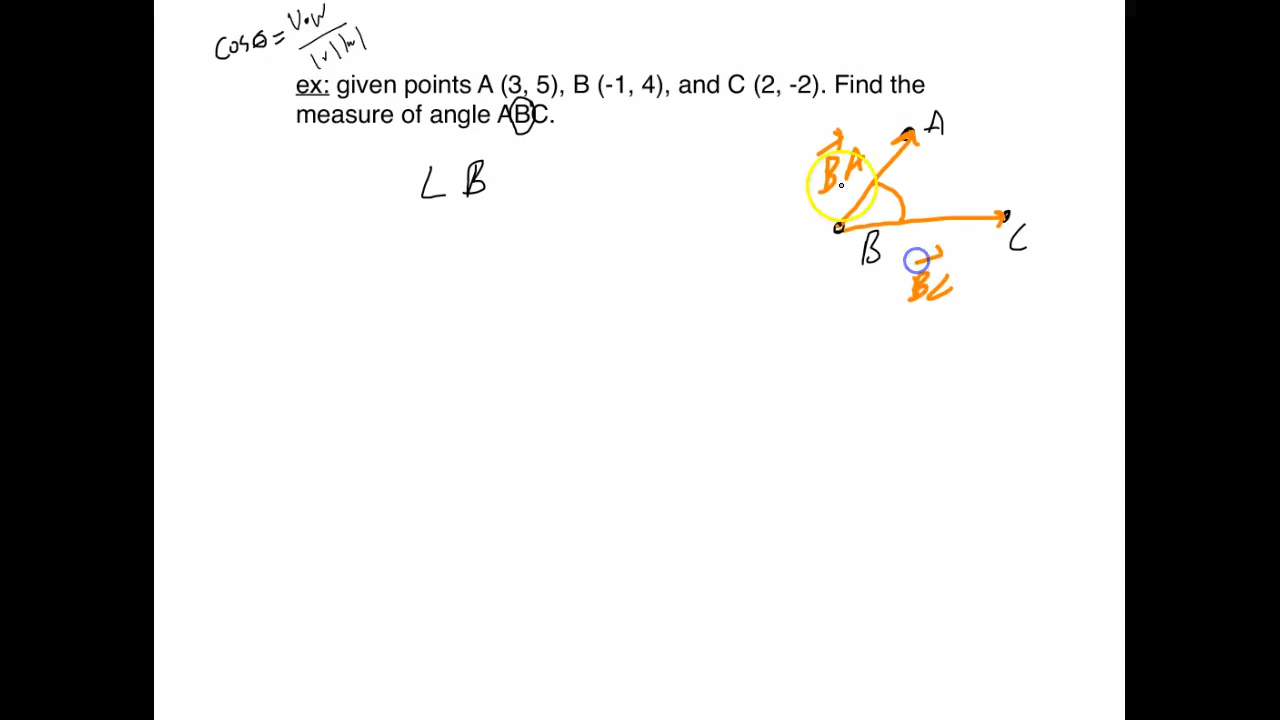 cosθ = v·w / |v| |w|
ex: given points A (3, 5), B (-1, 4), and C (2, -2). Find the
measure of angle ABC.
∠ B
A
BA
B
C
BC